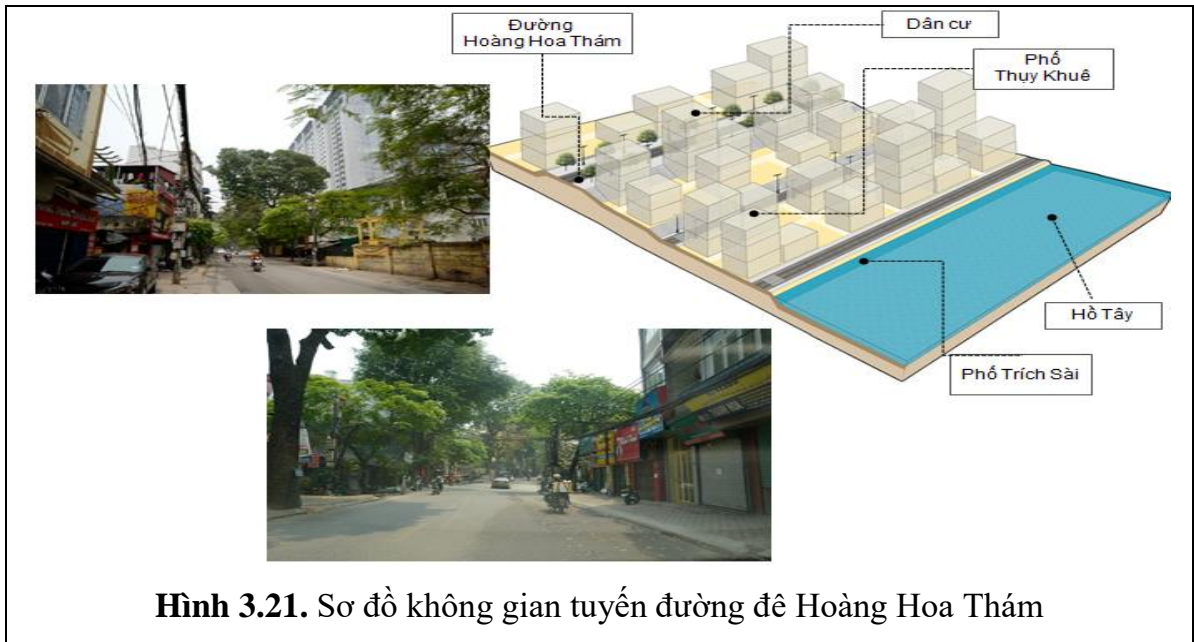 Đường
Hoàng Hoa Thám
Dân cư
Phố
Thụy Khuê
Hồ Tây
Phố Trích Sài
Hình 3.21. Sơ đồ không gian tuyến đường đê Hoàng Hoa Thám